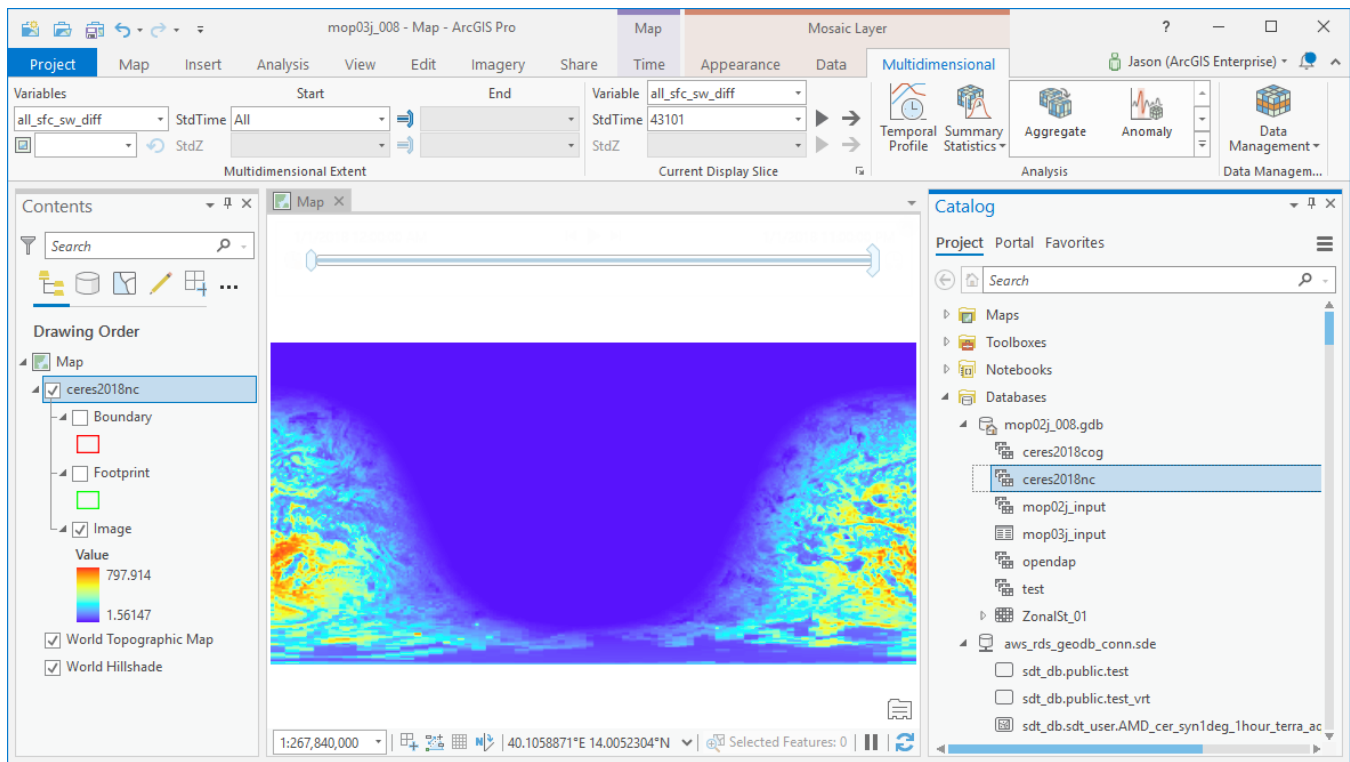 mop03j_008 - Map - ArcGIS Pro
Map
Mosaic Layer
?
Project Map Insert Analysis View Edit Imagery Share Time Appearance Data Multidimensional
Jason (ArcGIS Enterprise)
Variables Start End
all_sfc_sw_diff StdTime All
StdZ
Multidimensional Extent
Variable all_sfc_sw_diff
StdTime 43101
StdZ
Current Display Slice
Temporal Profile
Summary Statistics
Aggregate
Anomaly
Analysis
Data Management
Data Managem...
Contents
Search
Drawing Order
Map
ceres2018nc
Boundary
Footprint
Image
Value
797.914
1.56147
World Topographic Map
World Hillshade
Map
1:267,840,000
40.1058871°E 14.0052304°N
Selected Features: 0
Catalog
Project Portal Favorites
Search
Maps
Toolboxes
Notebooks
Databases
mop02j_008.gdb
ceres2018cog
ceres2018nc
mop02j_input
mop03j_input
opendap
test
ZonalSt_01
aws_rds_geodb_conn.sde
sdt_db.public.test
sdt_db.public.test_vrt
sdt_db.sdt_user.AMD_cer_syn1deg_1hour_terra_ac